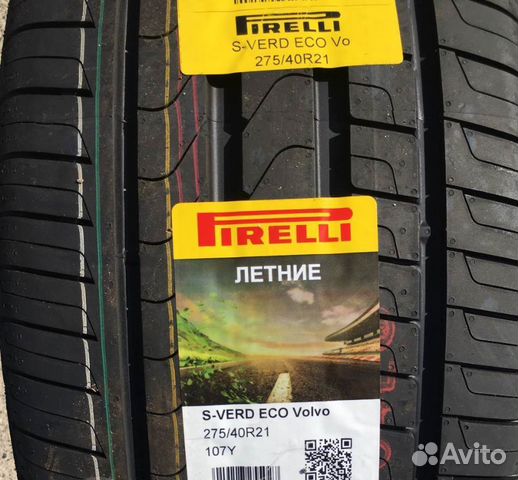 PIRELLI
S-VERD ECO Vo
275/40R21
PIRELLI
ЛЕТНИЕ
S-VERD ECO Volvo
275/40R21
107Y
Avito